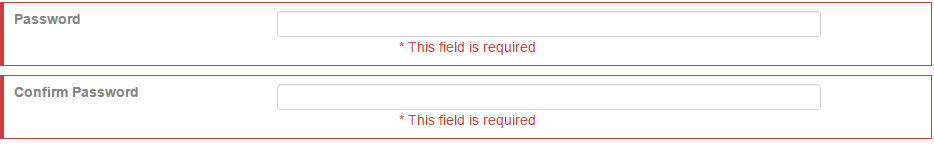 Password
* This field is required
Confirm Password
* This field is required